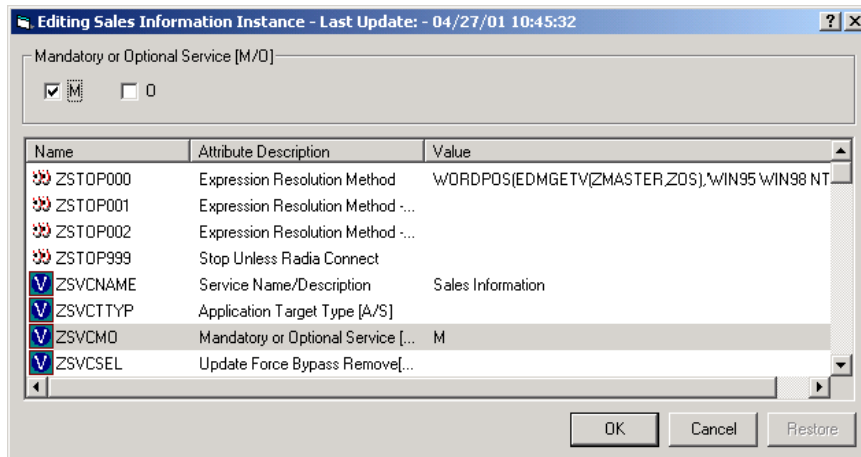 Editing Sales Information Instance - Last Update: - 04/27/01 10:45:32
Mandatory or Optional Service [M/O]
M O
Name Attribute Description Value
ZSTOP000 Expression Resolution Method WORDPOS(EDMGETV(ZMASTER,ZOS),'WIN95 WIN98 NT
ZSTOP001 Expression Resolution Method -...
ZSTOP002 Expression Resolution Method -...
ZSTOP999 Stop Unless Radia Connect
V ZSVCNAME Service Name/Description Sales Information
V ZSVCTTYP Application Target Type [A/S]
V ZSVCMO Mandatory or Optional Service [... M
V ZSVCSEL Update Force Bypass Remove[...
OK Cancel Restore